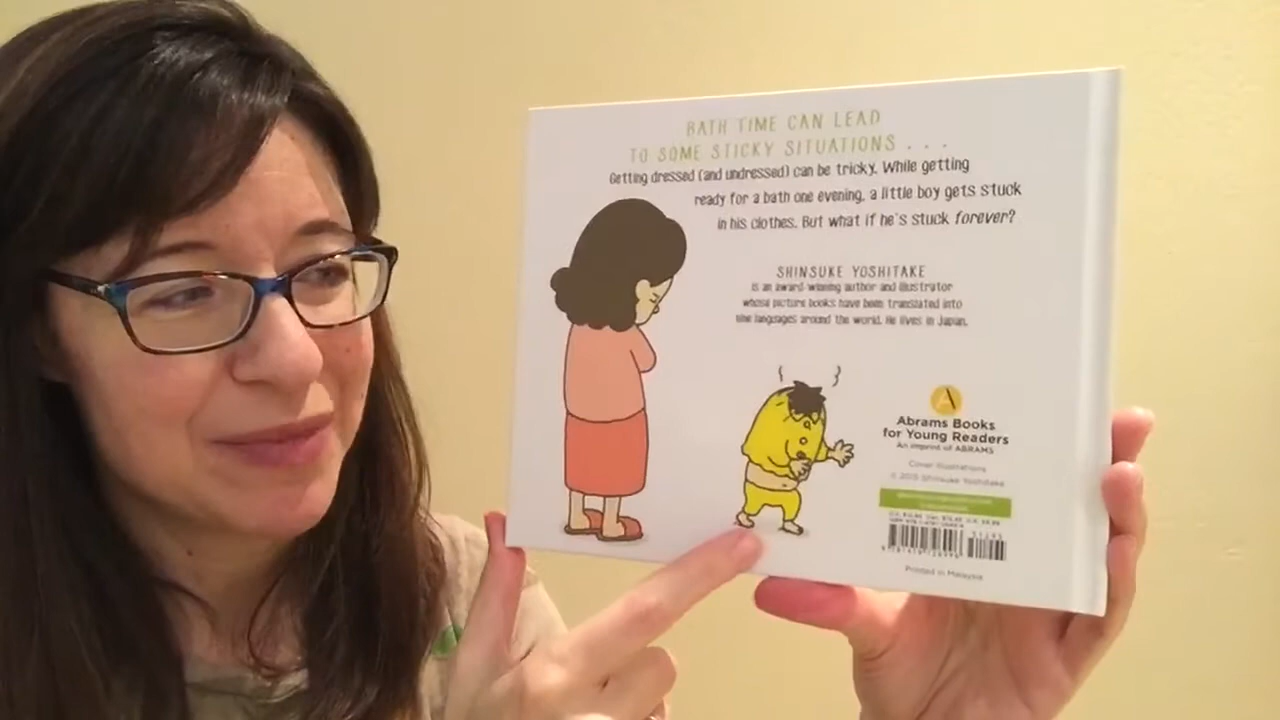 BATH TIME CAN LEAD
TO SOME STICKY SITUATIONS . . .
Getting dressed (and undressed) can be tricky. While getting
ready for a bath one evening, a little boy gets stuck
in his clothes. But what if he's stuck forever?
SHINSUKE YOSHITAKE
is an award-winning author and illustrator
whose picture books have been translated into
nine languages around the world. He lives in Japan.
A
Abrams Books
for Young Readers
An imprint of ABRAMS
Cover illustrations
© 2015 Shinsuke Yoshitake
Printed in Malaysia